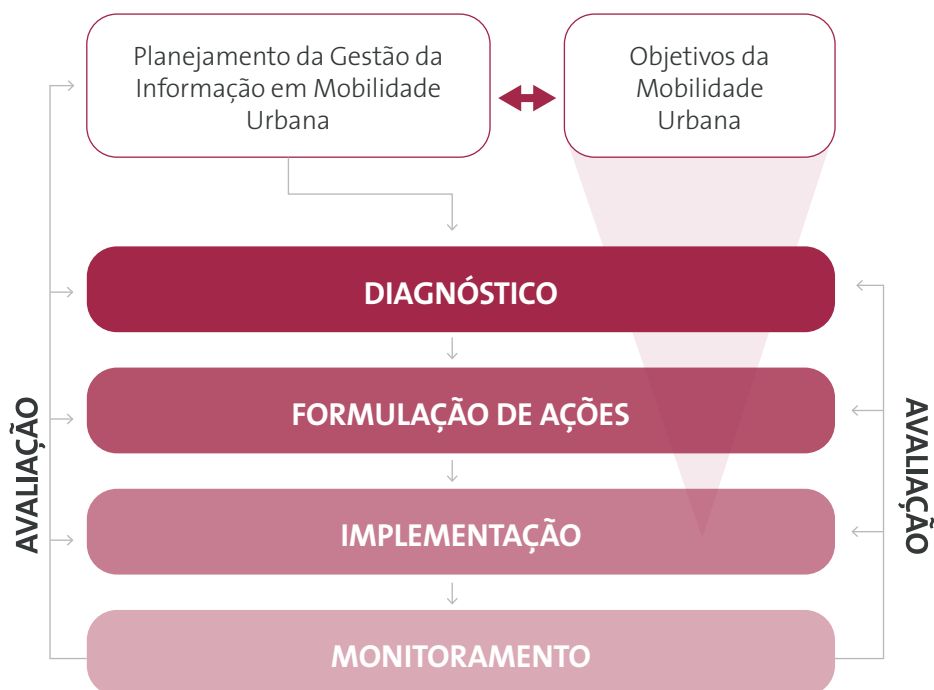 Planejamento da Gestão da
Informação em Mobilidade
Urbana
Objetivos da
Mobilidade
Urbana
DIAGNÓSTICO
FORMULAÇÃO DE AÇÕES
IMPLEMENTAÇÃO
MONITORAMENTO
AVALIAÇÃO
AVALIAÇÃO